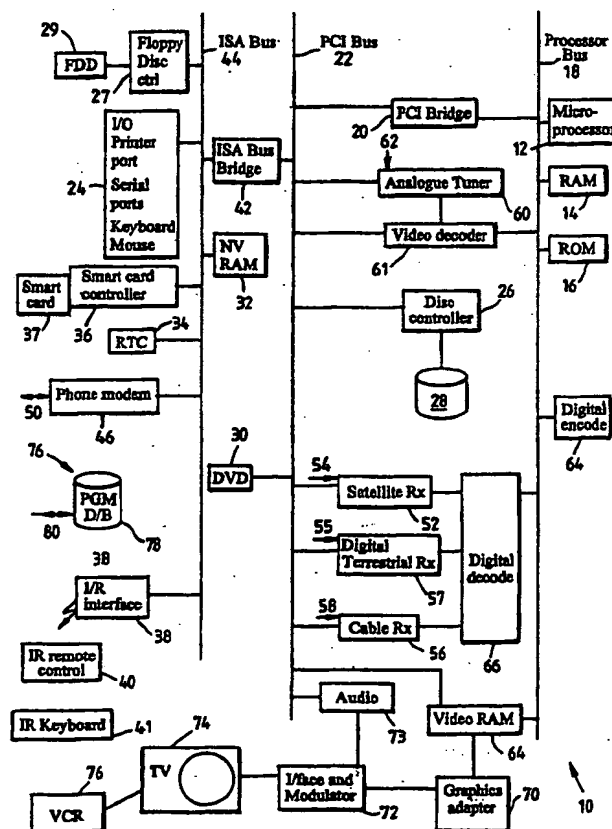 29
FDD
Floppy
Disc
ctrl
27
ISA Bus
44
PCI Bus
22
Processor
Bus
18
I/O
Printer
port
Serial
ports
Keyboard
Mouse
24
ISA Bus
Bridge
42
PCI Bridge
20
Micro-
processor
12
62
Analogue Tuner
60
RAM
14
Video decoder
61
ROM
16
NV
RAM
32
Smart card
controller
36
Smart
card
37
RTC
34
Disc
controller
26
28
Phone modem
50
46
Digital
encode
64
76
PGM
D/B
80
78
DVD
30
54
Satellite Rx
52
55
Digital
Terrestrial Rx
57
58
Cable Rx
56
Digital
decode
66
38
I/R
interface
38
IR remote
control
40
IR Keyboard
41
Audio
73
Video RAM
64
74
TV
76
VCR
I/face and
Modulator
72
Graphics
adapter
70
10